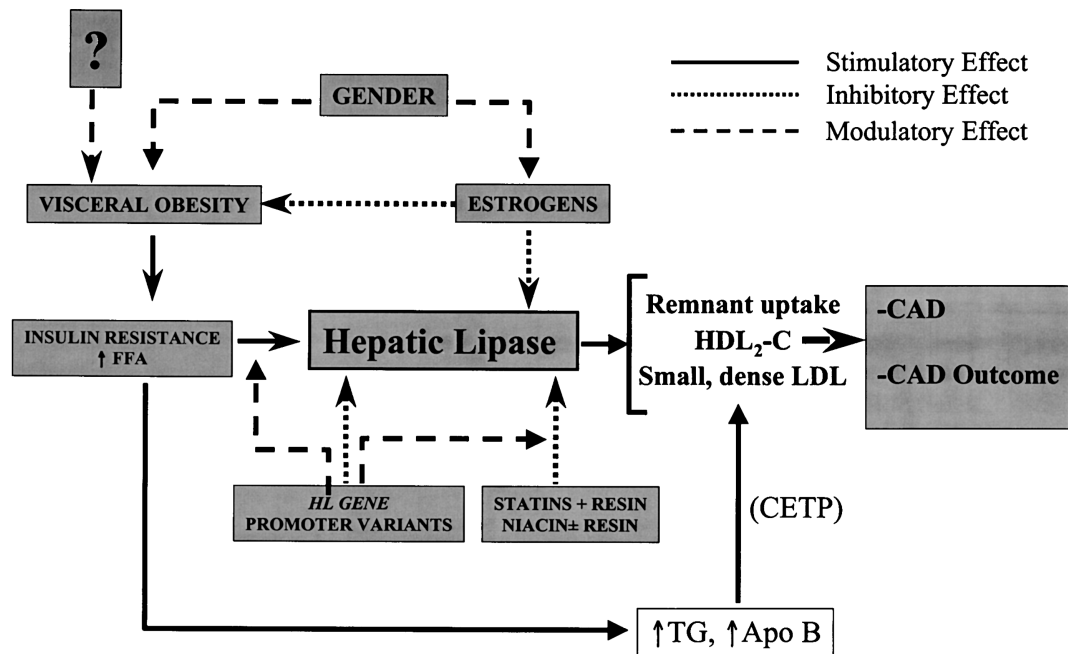 ?
GENDER
Stimulatory Effect
Inhibitory Effect
Modulatory Effect
VISCERAL OBESITY
ESTROGENS
INSULIN RESISTANCE
↑ FFA
Hepatic Lipase
Remnant uptake
HDL₂-C
Small, dense LDL
-CAD
-CAD Outcome
HL GENE
PROMOTER VARIANTS
STATINS + RESIN
NIACIN± RESIN
(CETP)
↑TG, ↑Apo B